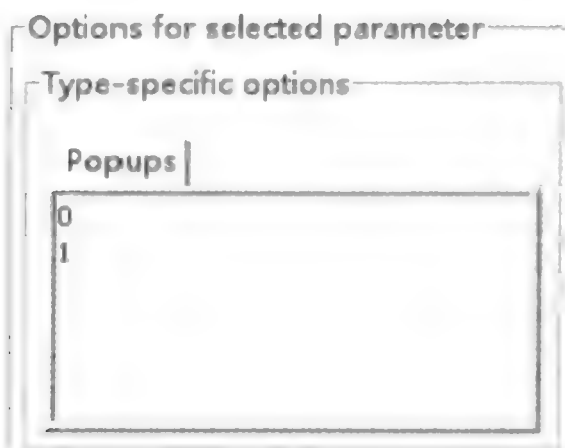 Options for selected parameter
Type-specific options
Popups
0
1